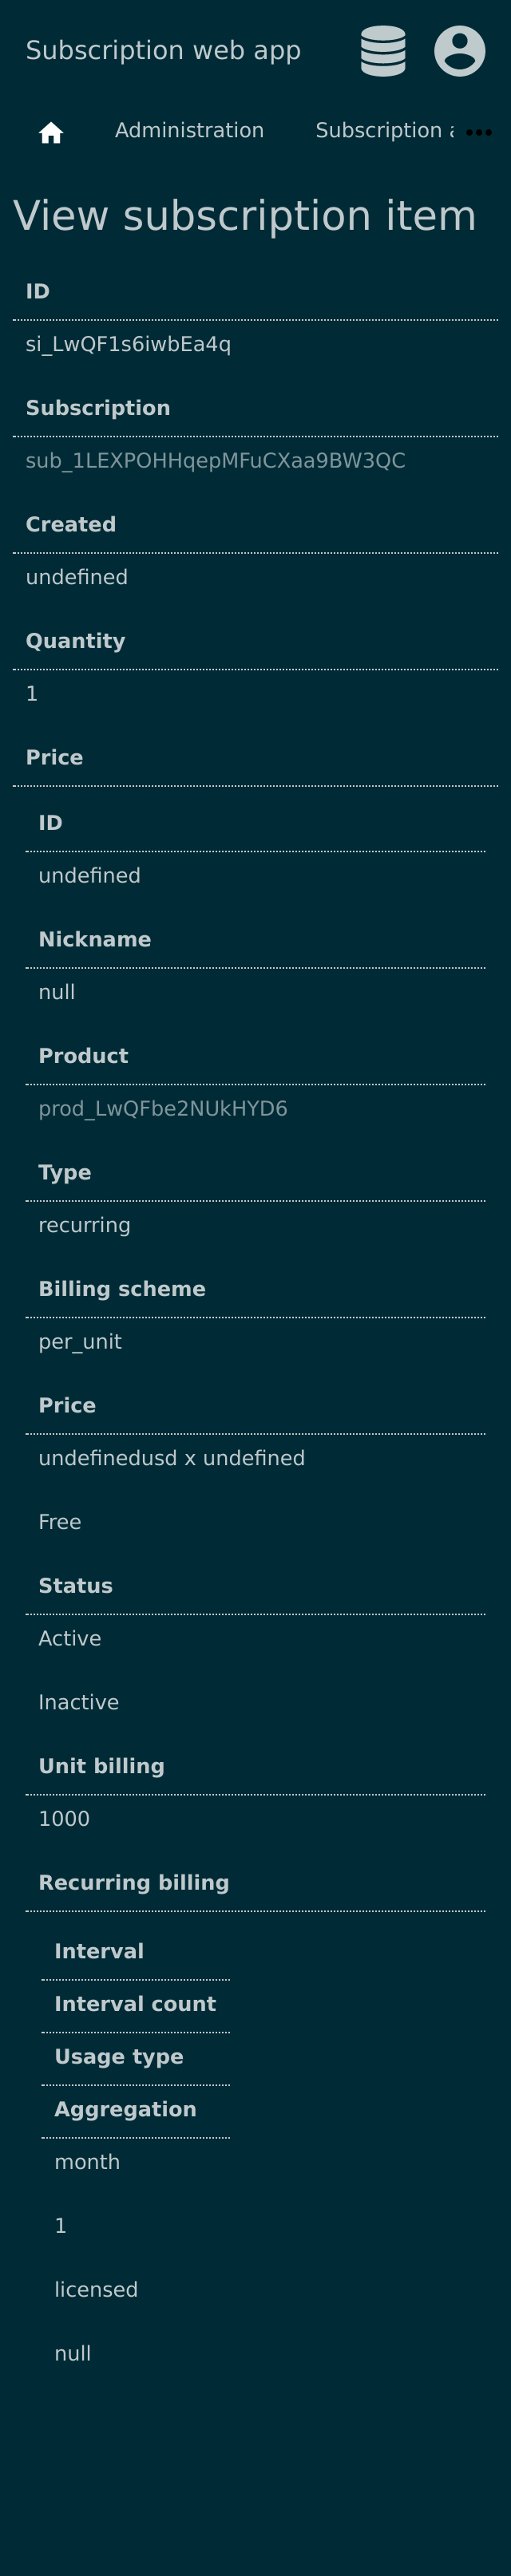 Subscription web app
Administration
Subscription
View subscription item
ID
si_LwQF1s6iwbEa4q
Subscription
sub_1LEXPOHHqepMFuCXaa9BW3QC
Created
undefined
Quantity
1
Price
ID
undefined
Nickname
null
Product
prod_LwQFbe2NUkHYD6
Type
recurring
Billing scheme
per_unit
Price
undefinedusd x undefined
Free
Status
Active
Inactive
Unit billing
1000
Recurring billing
Interval
Interval count
Usage type
Aggregation
month
1
licensed
null